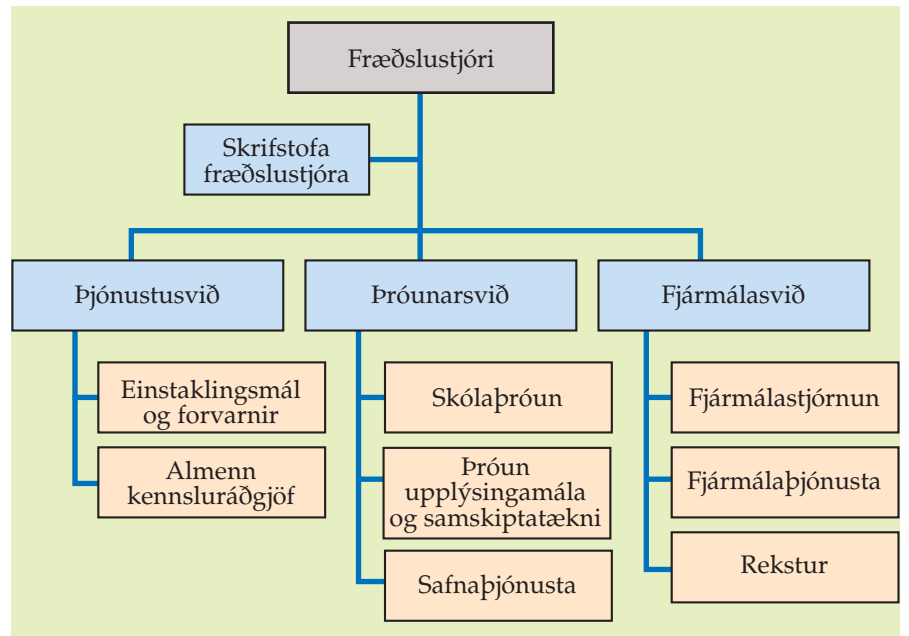 Fræðslustjóri
Skrifstofa
fræðslustjóra
Þjónustusvið
Þróunarsvið
Fjármálasvið
Einstaklingsmál
og forvarnir
Almenn
kennsluráðgjöf
Skólaþróun
Þróun
upplýsingamála
og samskiptatækni
Safnaþjónusta
Fjármálastjórnun
Fjármálaþjónusta
Rekstur